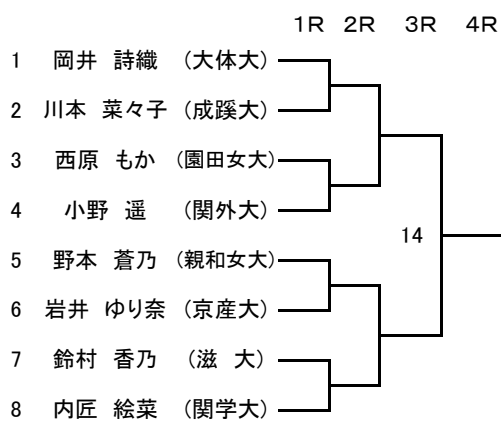 1R 2R 3R 4R
1 岡井 詩織 (大体大)
2 川本 菜々子 (成蹊大)
3 西原 もか (園田女大)
4 小野 遥 (関外大)
14
5 野本 蒼乃 (親和女大)
6 岩井 ゆり奈 (京産大)
7 鈴村 香乃 (滋 大)
8 内匠 絵菜 (関学大)